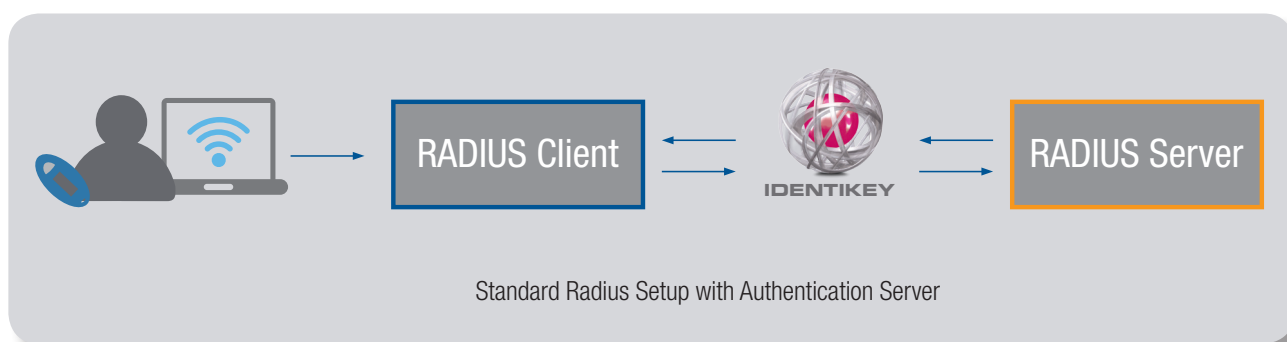 RADIUS Client
IDENTIKEY
RADIUS Server
Standard Radius Setup with Authentication Server